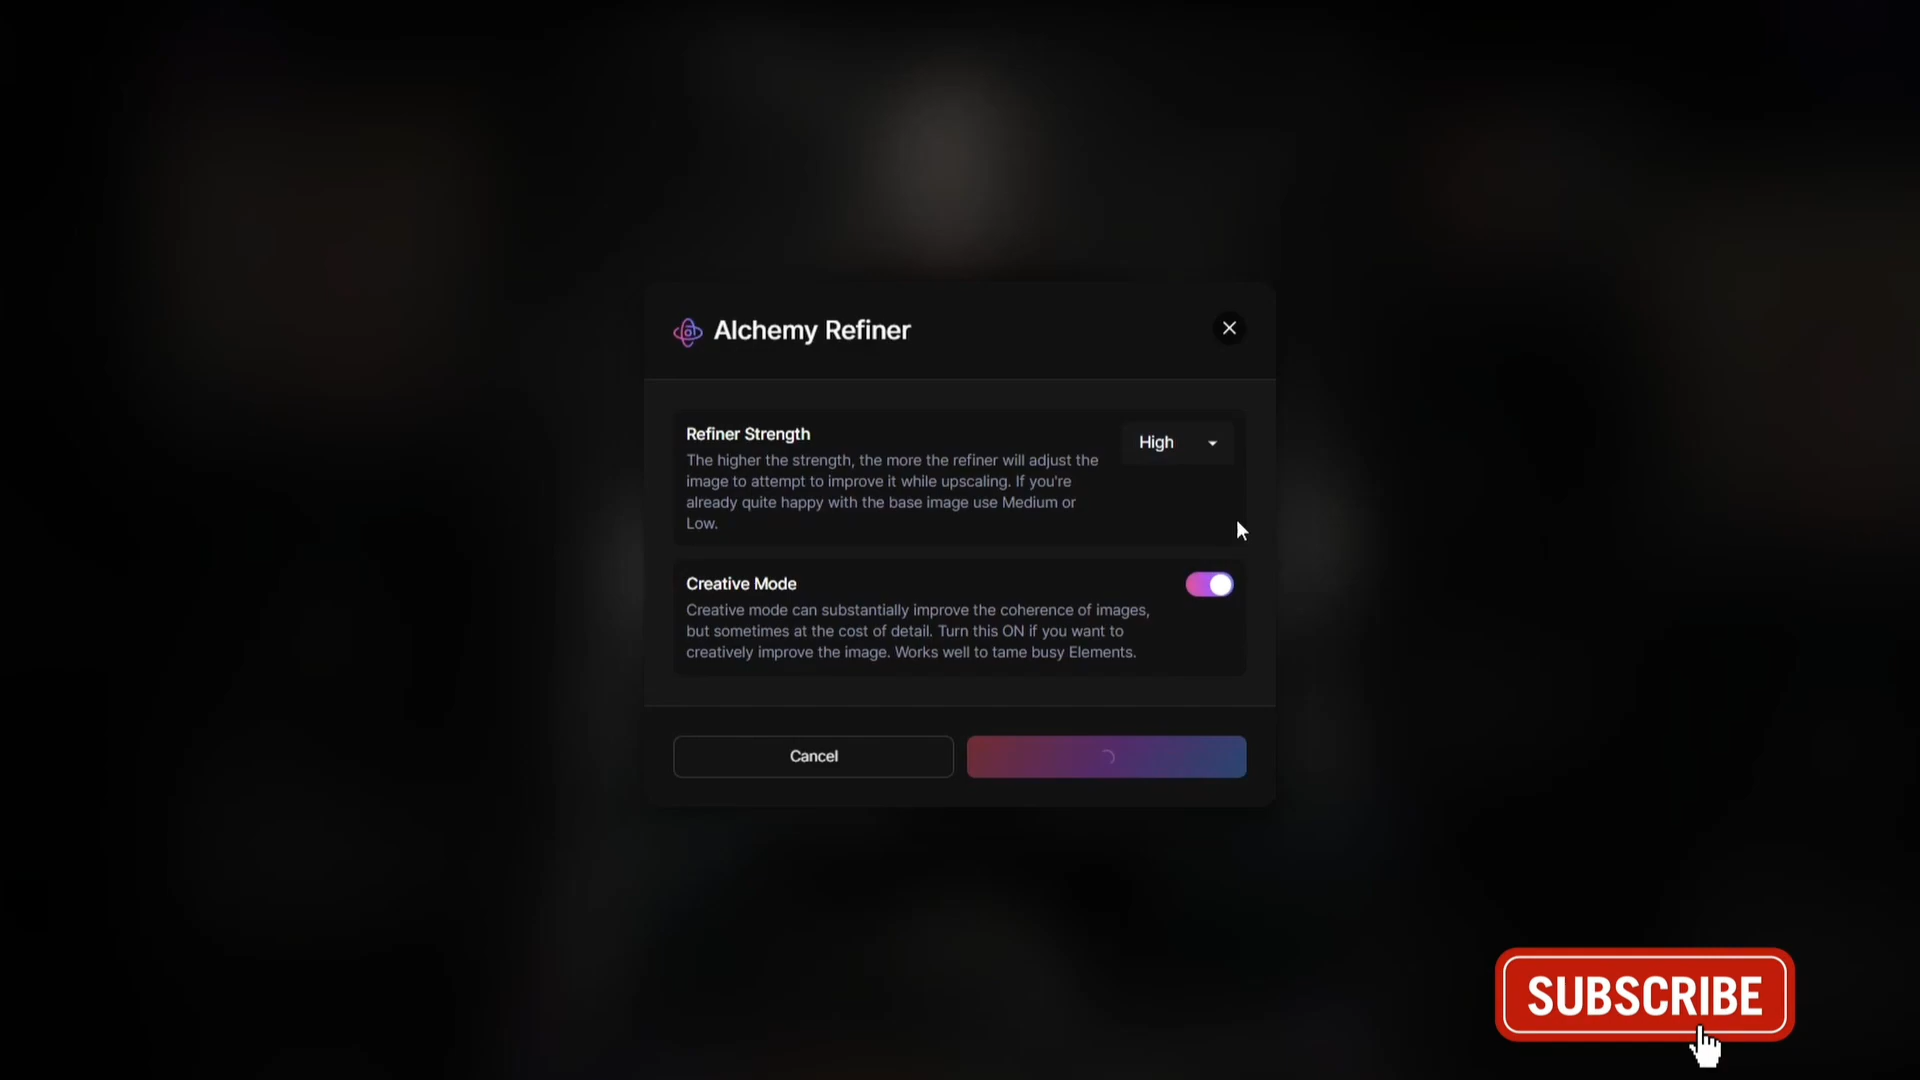 Alchemy Refiner
Refiner Strength
High
The higher the strength, the more the refiner will adjust the
image to attempt to improve it while upscaling. If you're
already quite happy with the base image use Medium or
Low.
Creative Mode
Creative mode can substantially improve the coherence of images,
but sometimes at the cost of detail. Turn this ON if you want to
creatively improve the image. Works well to tame busy Elements.
Cancel
SUBSCRIBE